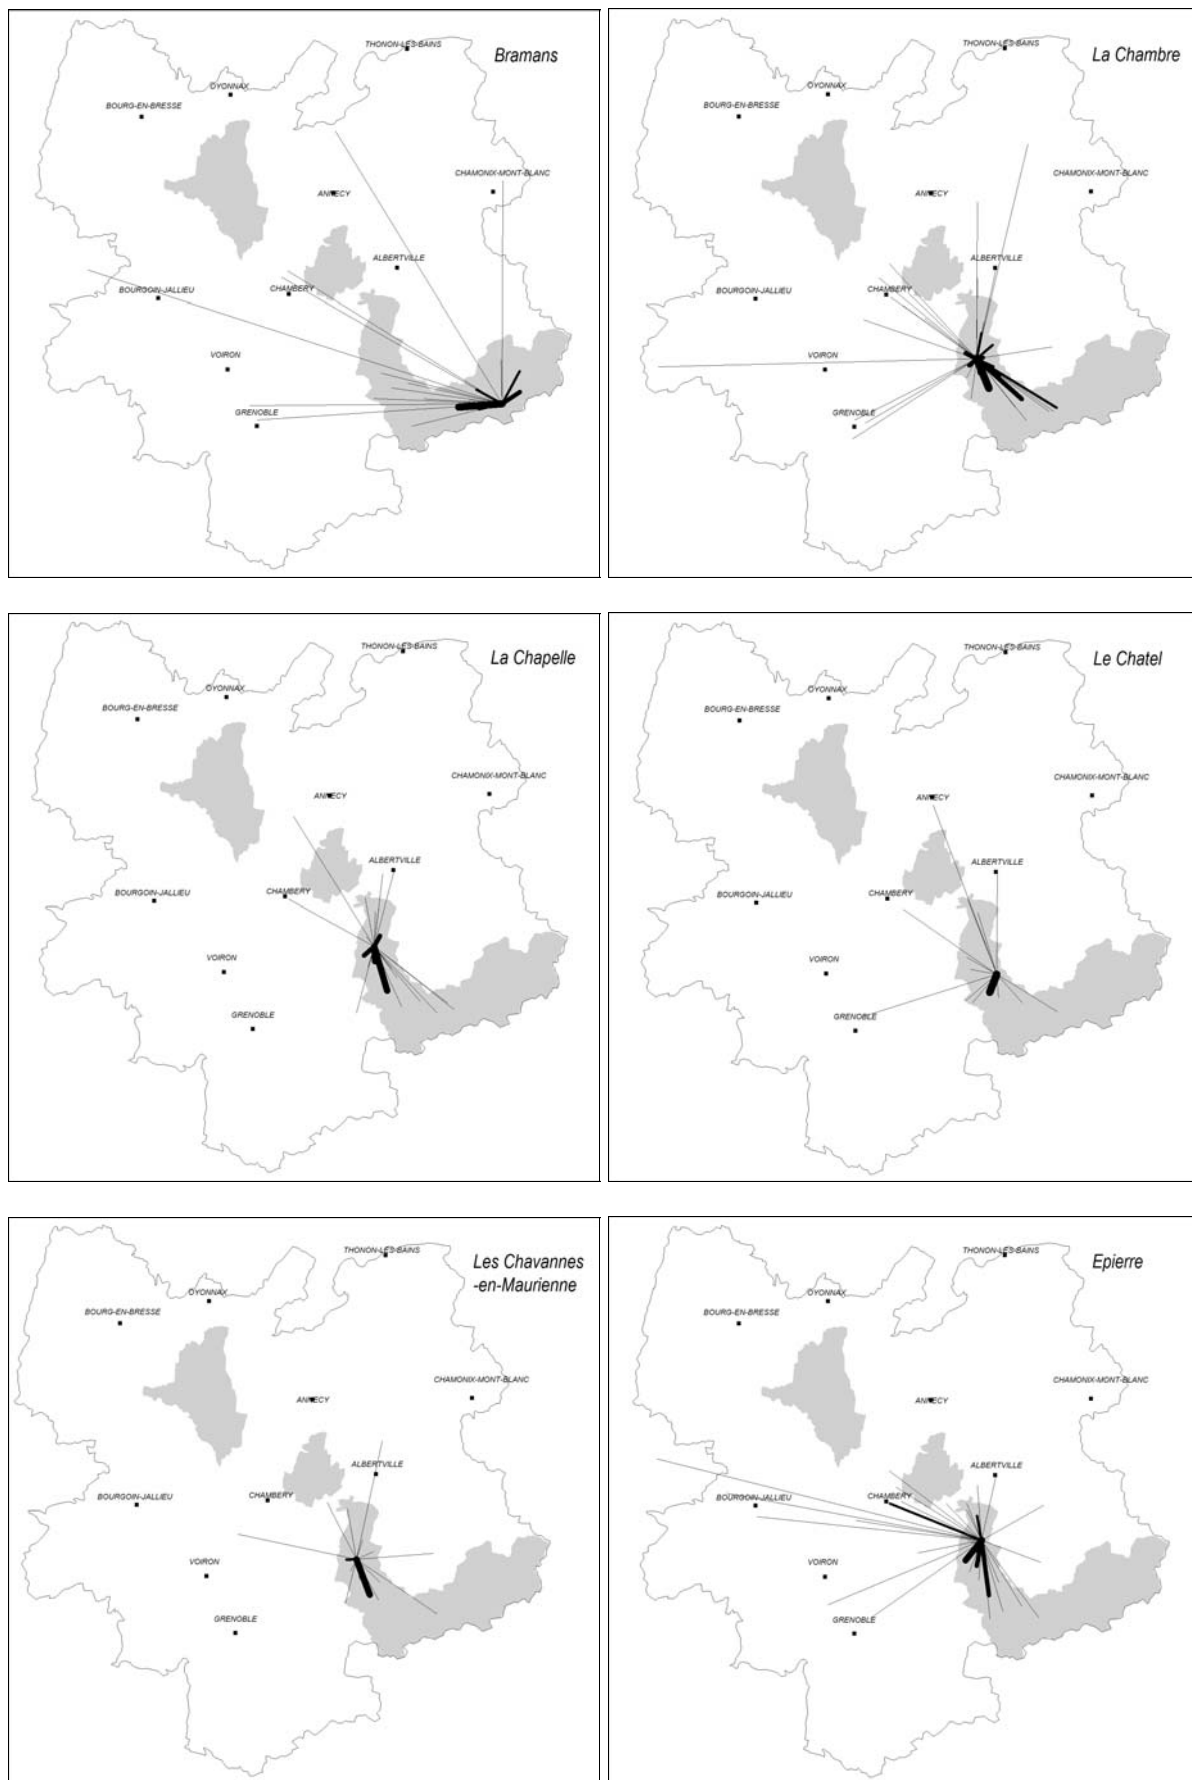 THONON-LES-BAINS
Bramans
OYONNAX
BOURG-EN-BRESSE
CHAMONIX-MONT-BLANC
ANNECY
ALBERTVILLE
BOURGOIN-JALLIEU
CHAMBERY
VOIRON
GRENOBLE
THONON-LES-BAINS
La Chambre
OYONNAX
BOURG-EN-BRESSE
CHAMONIX-MONT-BLANC
ANNECY
ALBERTVILLE
CHAMBERY
BOURGOIN-JALLIEU
VOIRON
GRENOBLE
THONON-LES-BAINS
La Chapelle
OYONNAX
BOURG-EN-BRESSE
CHAMONIX-MONT-BLANC
ANNECY
ALBERTVILLE
CHAMBERY
BOURGOIN-JALLIEU
VOIRON
GRENOBLE
THONON-LES-BAINS
Le Chatel
OYONNAX
BOURG-EN-BRESSE
CHAMONIX-MONT-BLANC
ANNECY
ALBERTVILLE
CHAMBERY
BOURGOIN-JALLIEU
VOIRON
GRENOBLE
THONON-LES-BAINS
Les Chavannes
-en-Maurienne
OYONNAX
BOURG-EN-BRESSE
CHAMONIX-MONT-BLANC
ANNECY
ALBERTVILLE
CHAMBERY
BOURGOIN-JALLIEU
VOIRON
GRENOBLE
THONON-LES-BAINS
Epierre
OYONNAX
BOURG-EN-BRESSE
CHAMONIX-MONT-BLANC
ANNECY
ALBERTVILLE
CHAMBERY
BOURGOIN-JALLIEU
VOIRON
GRENOBLE